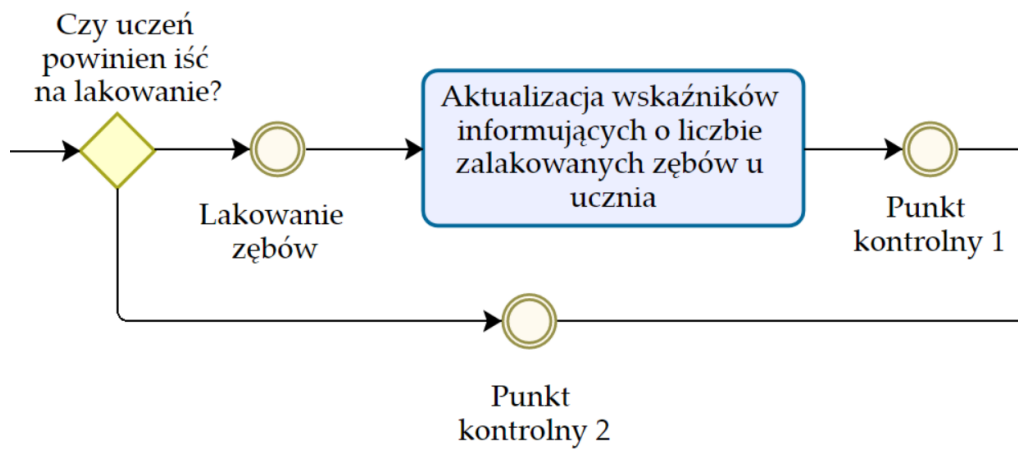 Czy uczeń
powinien iść
na lakowanie?
Lakowanie
zębów
Aktualizacja wskaźników
informujących o liczbie
zalakowanych zębów u
ucznia
Punkt
kontrolny 1
Punkt
kontrolny 2